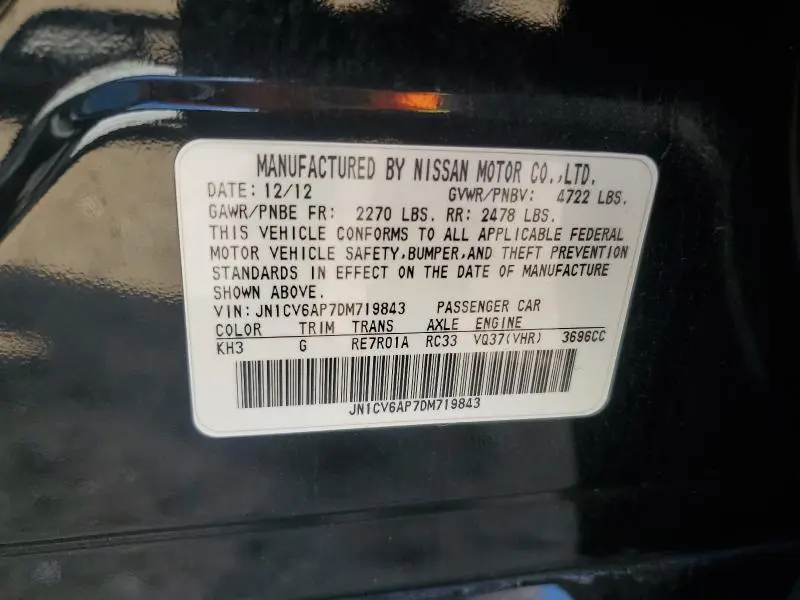 MANUFACTURED BY NISSAN MOTOR CO.,LTD.
DATE: 12/12 GVWR/PNBV: 4722 LBS.
GAWR/PNBE FR: 2270 LBS. RR: 2478 LBS.
THIS VEHICLE CONFORMS TO ALL APPLICABLE FEDERAL
MOTOR VEHICLE SAFETY,BUMPER,AND THEFT PREVENTION
STANDARDS IN EFFECT ON THE DATE OF MANUFACTURE
SHOWN ABOVE.
VIN: JN1CV6AP7DM719843 PASSENGER CAR
COLOR TRIM TRANS AXLE ENGINE
KH3 G RE7R01A RC33 VQ37(VHR) 3696CC
JN1CV6AP7DM719843